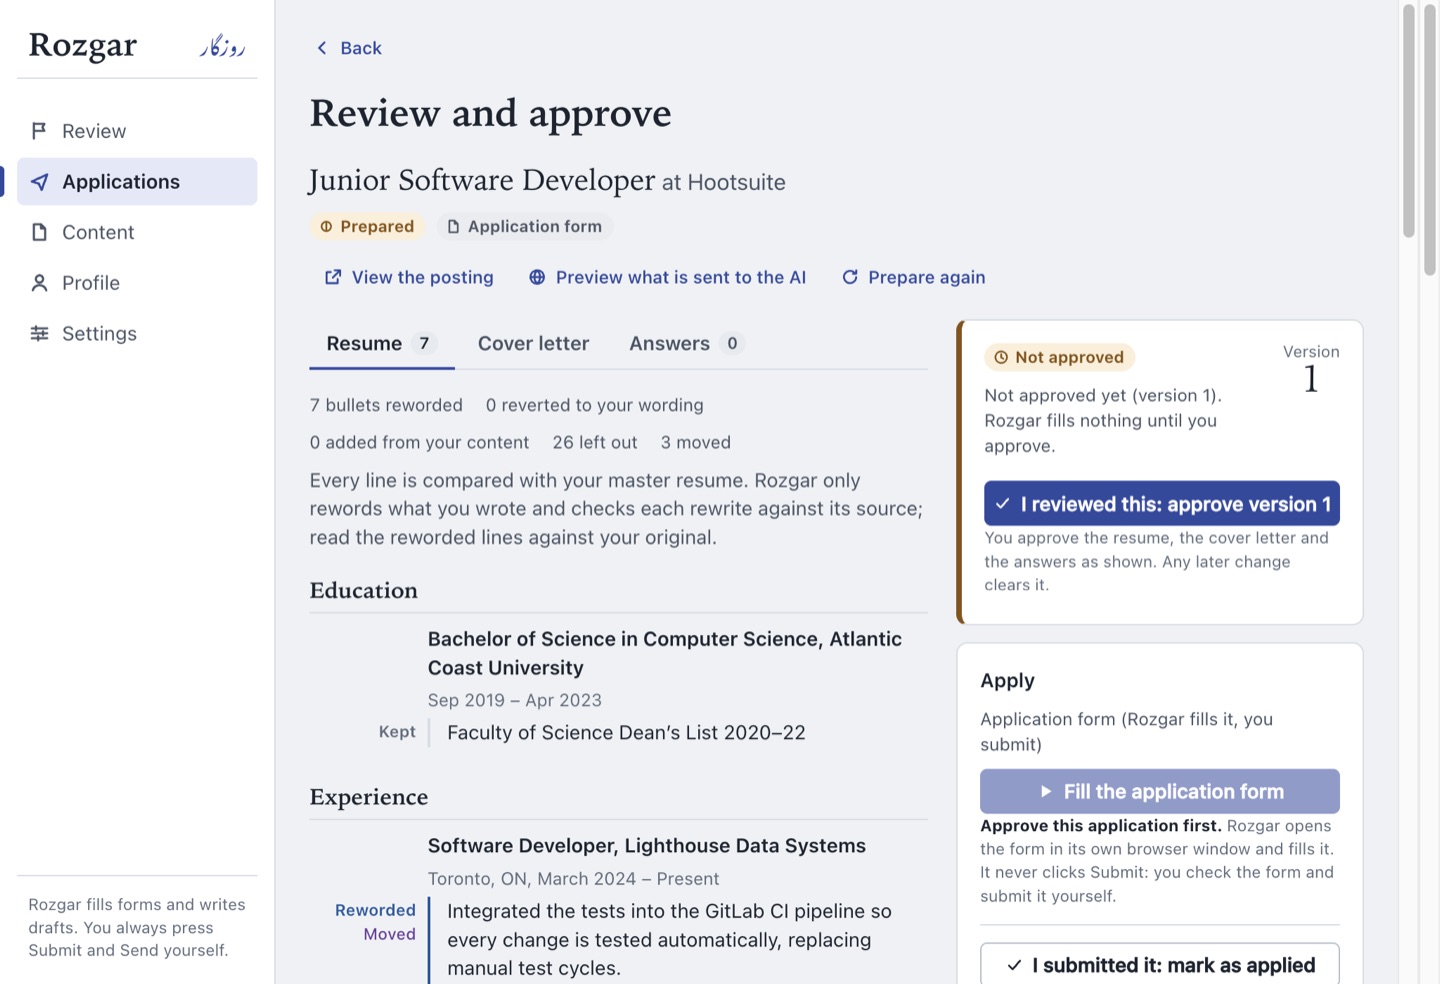 Rozgar
روزگار
Review
Applications
Content
Profile
Settings
Rozgar fills forms and writes
drafts. You always press
Submit and Send yourself.
Back
Review and approve
Junior Software Developer at Hootsuite
Prepared
Application form
View the posting
Preview what is sent to the AI
Prepare again
Resume 7
Cover letter
Answers 0
7 bullets reworded
0 reverted to your wording
0 added from your content
26 left out
3 moved
Every line is compared with your master resume. Rozgar only
rewords what you wrote and checks each rewrite against its source;
read the reworded lines against your original.
Education
Bachelor of Science in Computer Science, Atlantic
Coast University
Sep 2019 – Apr 2023
Kept
Faculty of Science Dean’s List 2020–22
Experience
Software Developer, Lighthouse Data Systems
Toronto, ON, March 2024 – Present
Reworded
Moved
Integrated the tests into the GitLab CI pipeline so
every change is tested automatically, replacing
manual test cycles.
Not approved
Version
1
Not approved yet (version 1).
Rozgar fills nothing until you
approve.
I reviewed this: approve version 1
You approve the resume, the cover letter and
the answers as shown. Any later change
clears it.
Apply
Application form (Rozgar fills it, you
submit)
Fill the application form
Approve this application first. Rozgar opens
the form in its own browser window and fills it.
It never clicks Submit: you check the form and
submit it yourself.
I submitted it: mark as applied